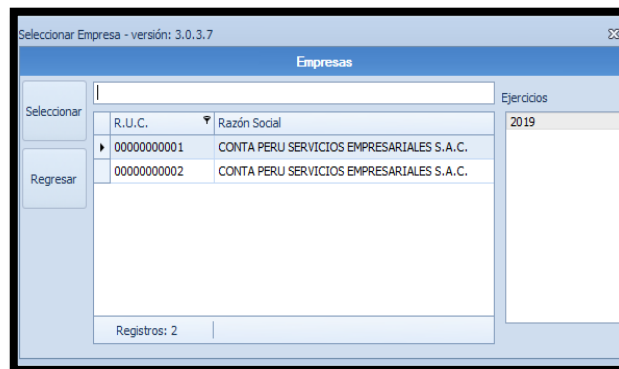 Seleccionar Empresa - versión: 3.0.3.7
Empresas
Seleccionar
Regresar
R.U.C. Razón Social
00000000001 CONTA PERU SERVICIOS EMPRESARIALES S.A.C.
00000000002 CONTA PERU SERVICIOS EMPRESARIALES S.A.C.
Registros: 2
Ejercicios
2019